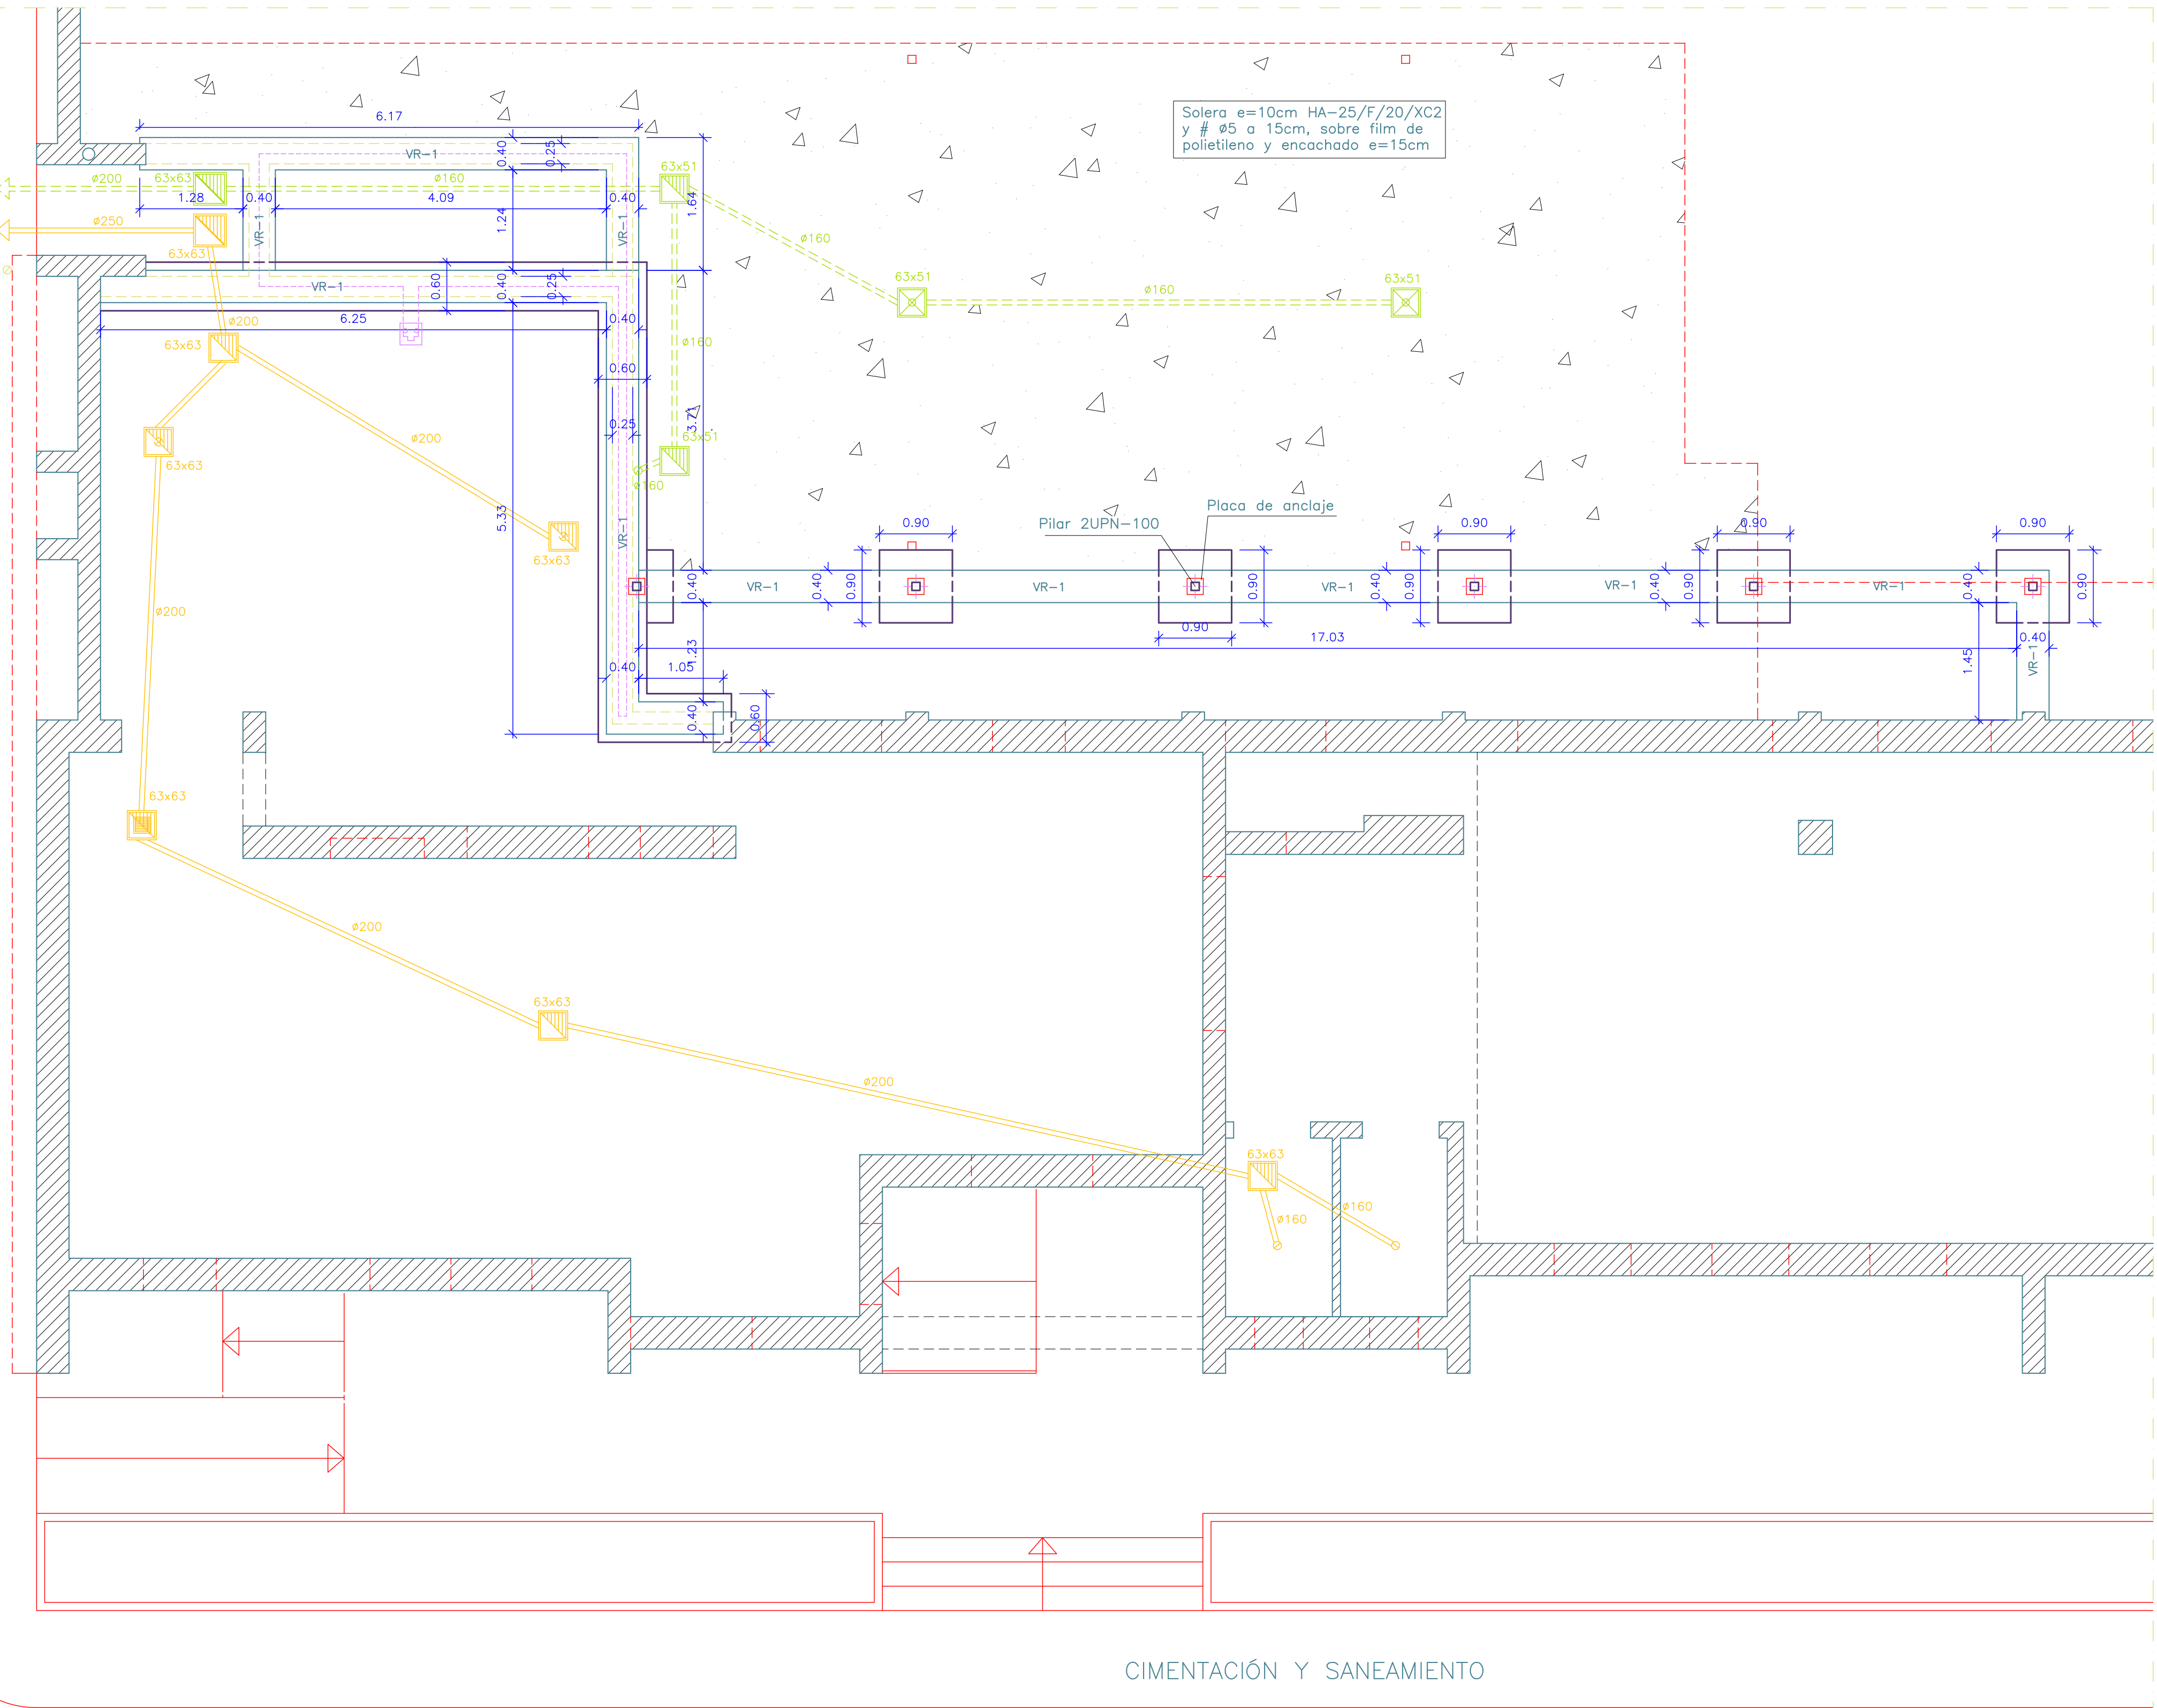 6.17
Solera e=10cm HA-25/F/20/XC2
y # ø5 a 15cm, sobre film de
polietileno y encachado e=15cm
VR-1
0.40
0.25
63x51
ø200
63x63
ø160
1.28
0.40
4.09
0.40
1.24
1.64
VR-1
VR-1
ø250
63x63
ø160
63x51
ø160
63x51
VR-1
0.60
0.40
0.25
ø200
6.25
0.40
63x63
ø160
0.60
3.71
0.25
ø200
63x51
63x63
ø160
5.33
VR-1
Placa de anclaje
Pilar 2UPN-100
0.90
0.90
0.90
0.90
63x63
0.40
VR-1
0.40
0.90
VR-1
0.90
VR-1
0.40
0.90
VR-1
0.40
0.90
VR-1
0.40
0.90
ø200
0.90
17.03
0.40
1.23
0.40
1.05
1.45
VR-1
0.40
0.60
63x63
ø200
63x63
ø200
63x63
ø160
ø160
CIMENTACIÓN Y SANEAMIENTO